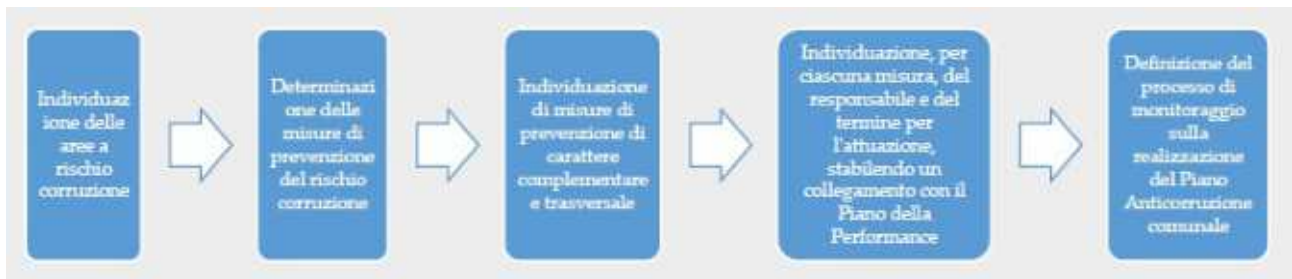 Individuaz
ione delle
aree a
rischio
corruzione
Determinazi
one delle
misure di
prevenzione
del rischio
corruzione
Individuazione
di misure di
prevenzione di
carattere
complementare
e trasversale
Individuazione, per
ciascuna misura, del
responsabile e del
termine per
l'attuazione,
stabilendo un
collegamento con il
Piano della
Performance
Definizione del
processo di
monitoraggio
sulla
realizzazione
del Piano
Anticorruzione
comunale